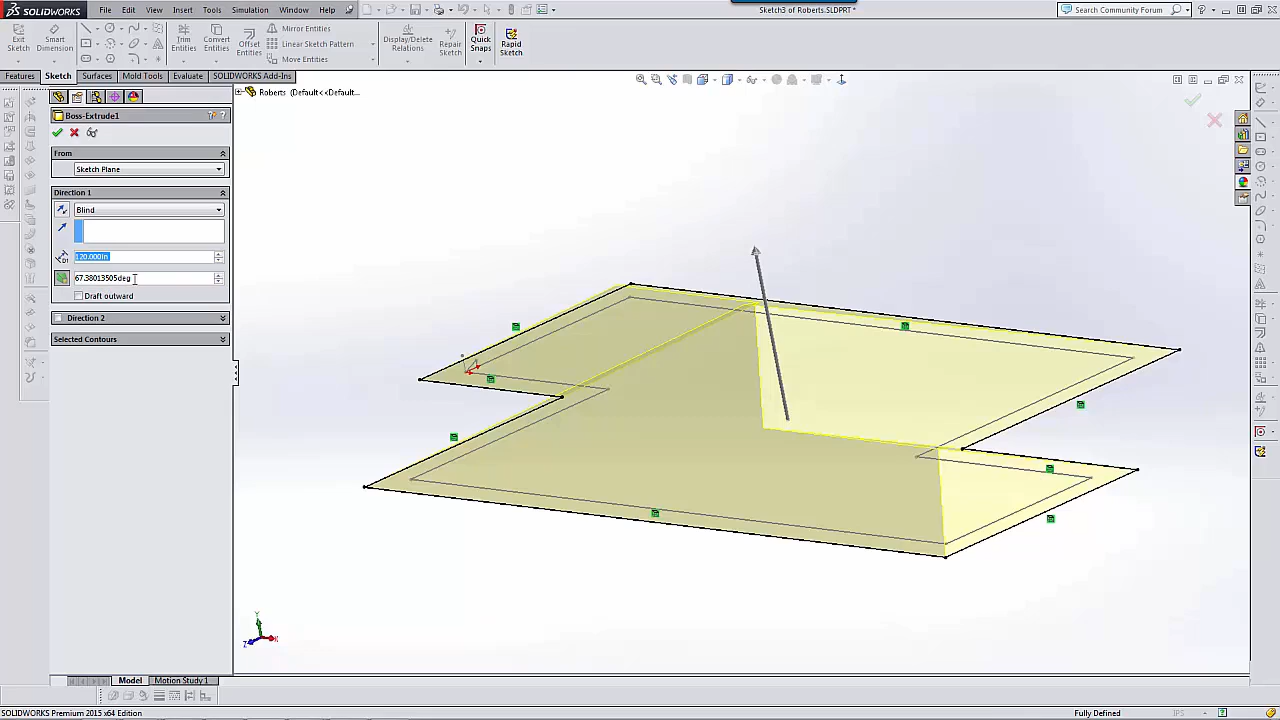 SOLIDWORKS File Edit View Insert Tools Simulation Window Help Sketch3 of Roberts.SLDPRT * Search Community Forum
Exit Sketch
Smart Dimension
Trim Entities
Convert Entities
Offset Entities
Mirror Entities
Linear Sketch Pattern
Move Entities
Display/Delete Relations
Repair Sketch
Quick Snaps
Rapid Sketch
Features Sketch Surfaces Mold Tools Evaluate SOLIDWORKS Add-Ins
Roberts (Default<<Default...
Boss-Extrude1
From
Sketch Plane
Direction 1
Blind
120.000in
67.38013505deg
Draft outward
Direction 2
Selected Contours
Y
Z X
Model Motion Study 1
SOLIDWORKS Premium 2015 x64 Edition Fully Defined IPS